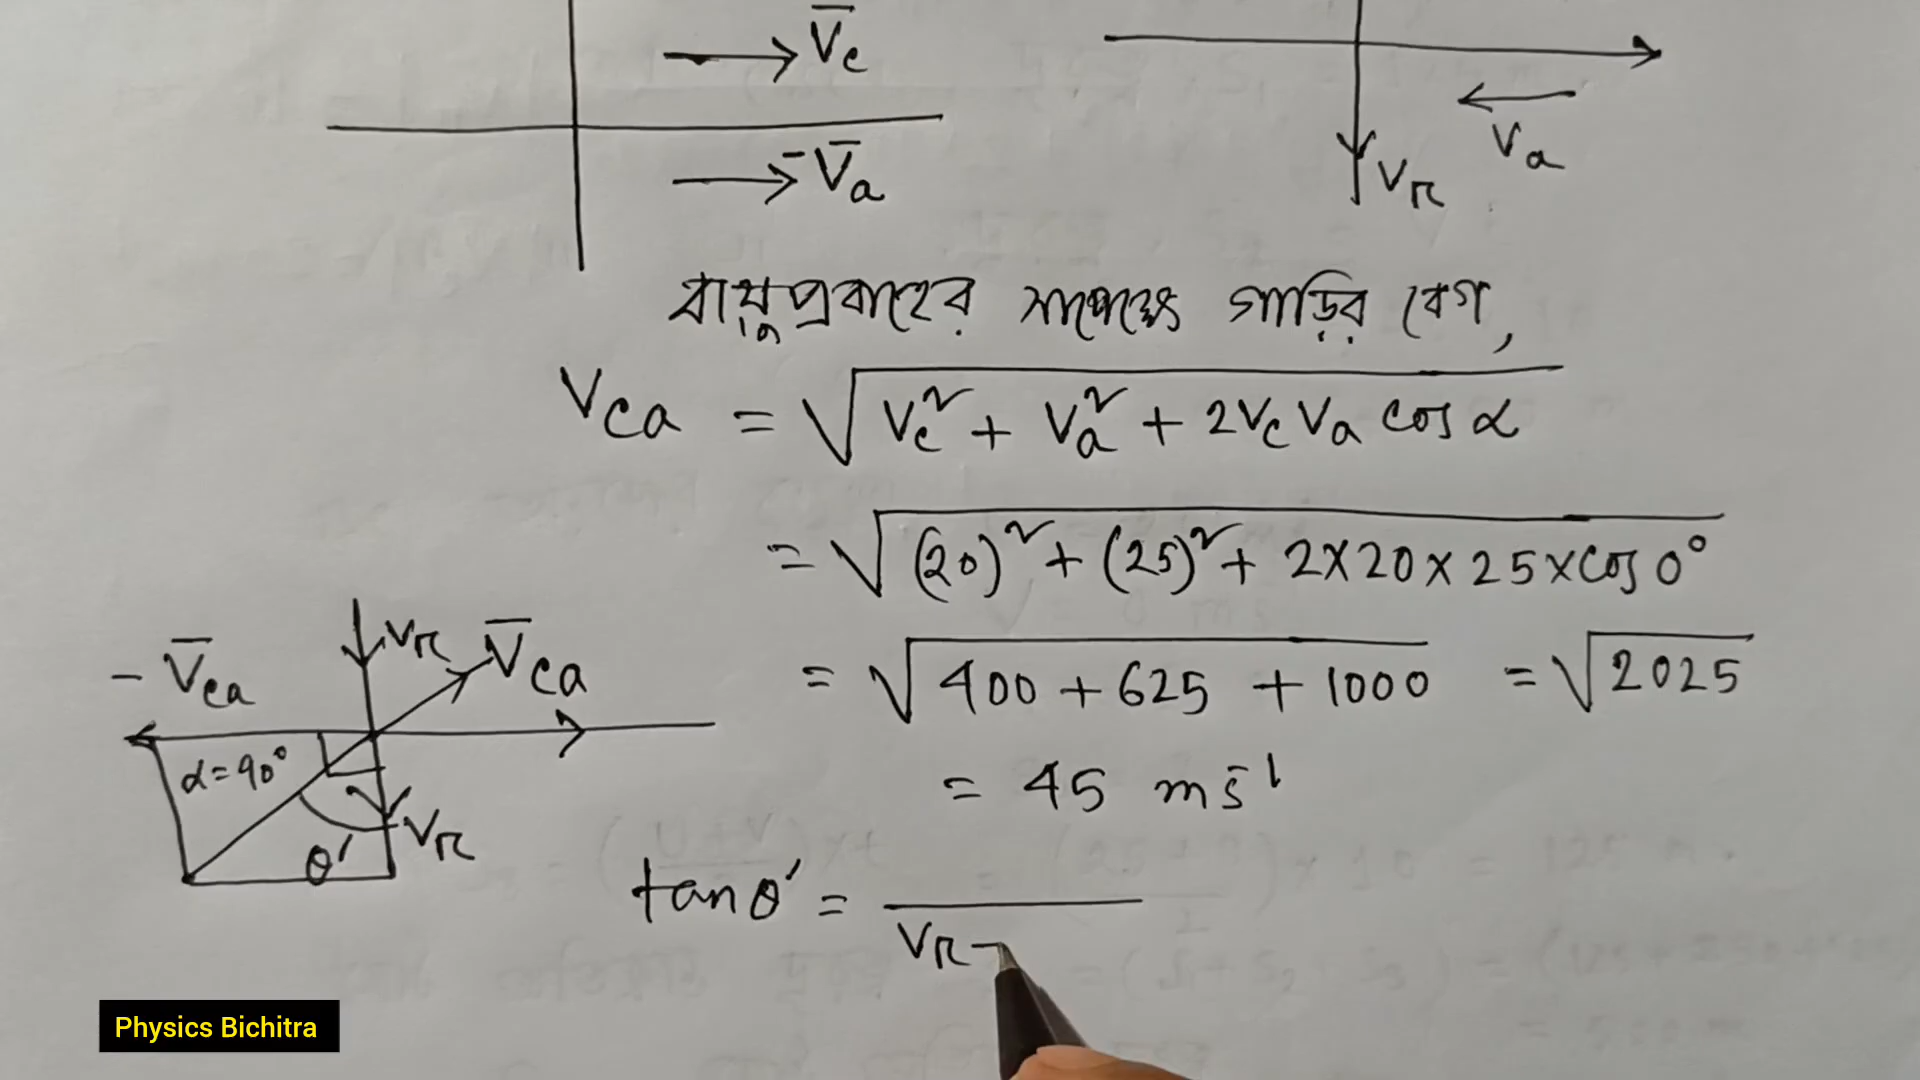 V̅c
-V̅a
Va
VR
বায়ুপ্রবাহের সাপেক্ষে গাড়ির বেগ,
Vca = √(Vc² + Va² + 2VcVa cos α)
= √((20)² + (25)² + 2×20×25×cos 0°)
= √(400 + 625 + 1000) = √2025
= 45 ms⁻¹
VR
V̅ca
- V̅ca
α = 90°
VR
θ′
tan θ′ =
VR
Physics Bichitra